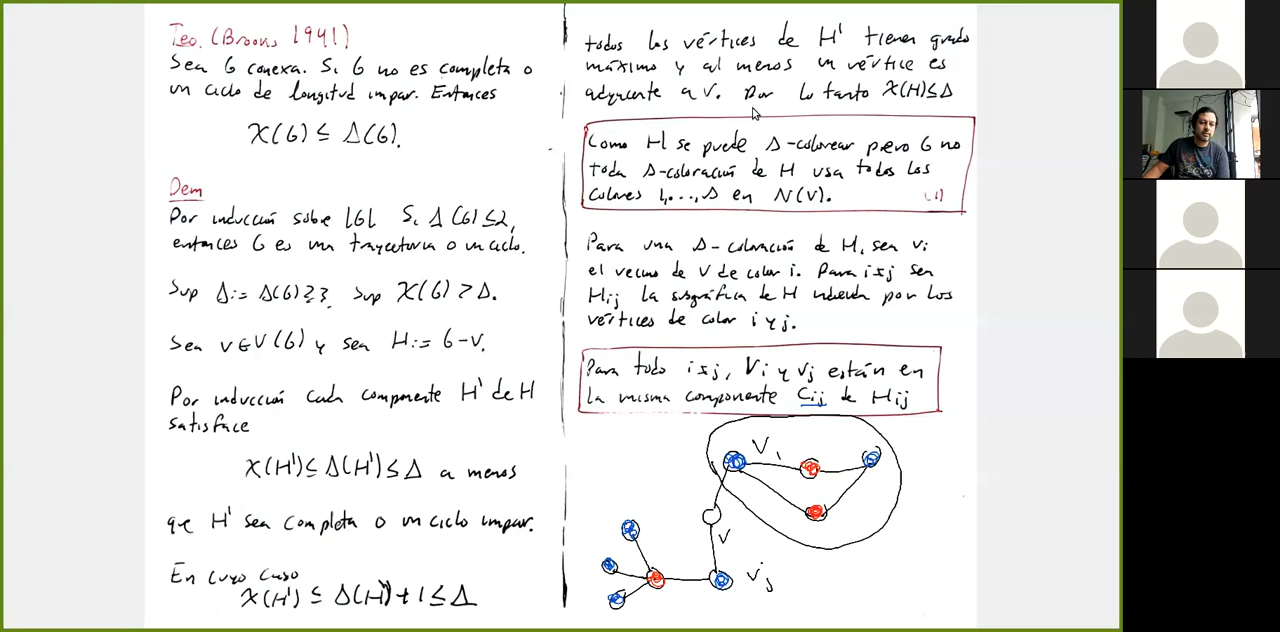 Teo. (Brooks 1941)
Sea G conexa. Si G no es completa o
un ciclo de longitud impar. Entonces
χ(G) ≤ Δ(G).
Dem
Por inducción sobre |G| Si Δ(G) ≤ 2,
entonces G es una trayectoria o un ciclo.
Sup Δ := Δ(G) ≥ 3. Sup χ(G) > Δ.
Sea v ∈ V(G) y sea H := G - v.
Por inducción cada componente H' de H
satisface
χ(H') ≤ Δ(H') ≤ Δ a menos
que H' sea completa o un ciclo impar.
En cuyo caso
χ(H') ≤ Δ(H') + 1 ≤ Δ
todos los vértices de H' tienen grado
máximo y al menos un vértice es
adyacente a v. Por lo tanto χ(H) ≤ Δ
Como H se puede Δ-colorear pero G no
toda Δ-coloración de H usa todos los
colores 1,...,Δ en N(v). (1)
Para una Δ-coloración de H, sea vi
el vecino de v de color i. Para i≠j sea
Hij la subgráfica de H inducida por los
vértices de color i y j.
Para todo i≠j, Vi y vj están en
la misma componente Cij de Hij
Vi
V
Vj